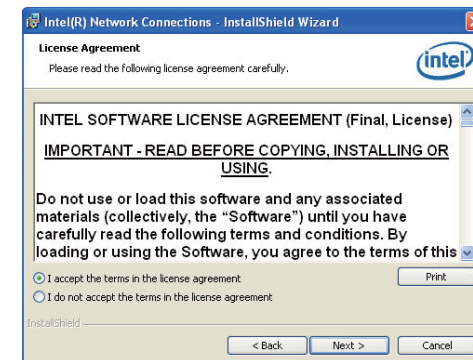 Intel(R) Network Connections - InstallShield Wizard
License Agreement
Please read the following license agreement carefully.
intel
INTEL SOFTWARE LICENSE AGREEMENT (Final, License)
IMPORTANT - READ BEFORE COPYING, INSTALLING OR
USING.
Do not use or load this software and any associated
materials (collectively, the “Software”) until you have
carefully read the following terms and conditions. By
loading or using the Software, you agree to the terms of this
I accept the terms in the license agreement
Print
I do not accept the terms in the license agreement
InstallShield
< Back
Next >
Cancel